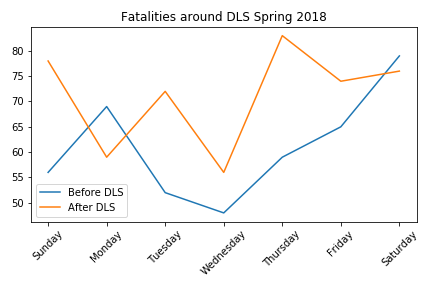 Fatalities around DLS Spring 2018
80
75
70
65
60
55
50
Before DLS
After DLS
Sunday
Monday
Tuesday
Wednesday
Thursday
Friday
Saturday